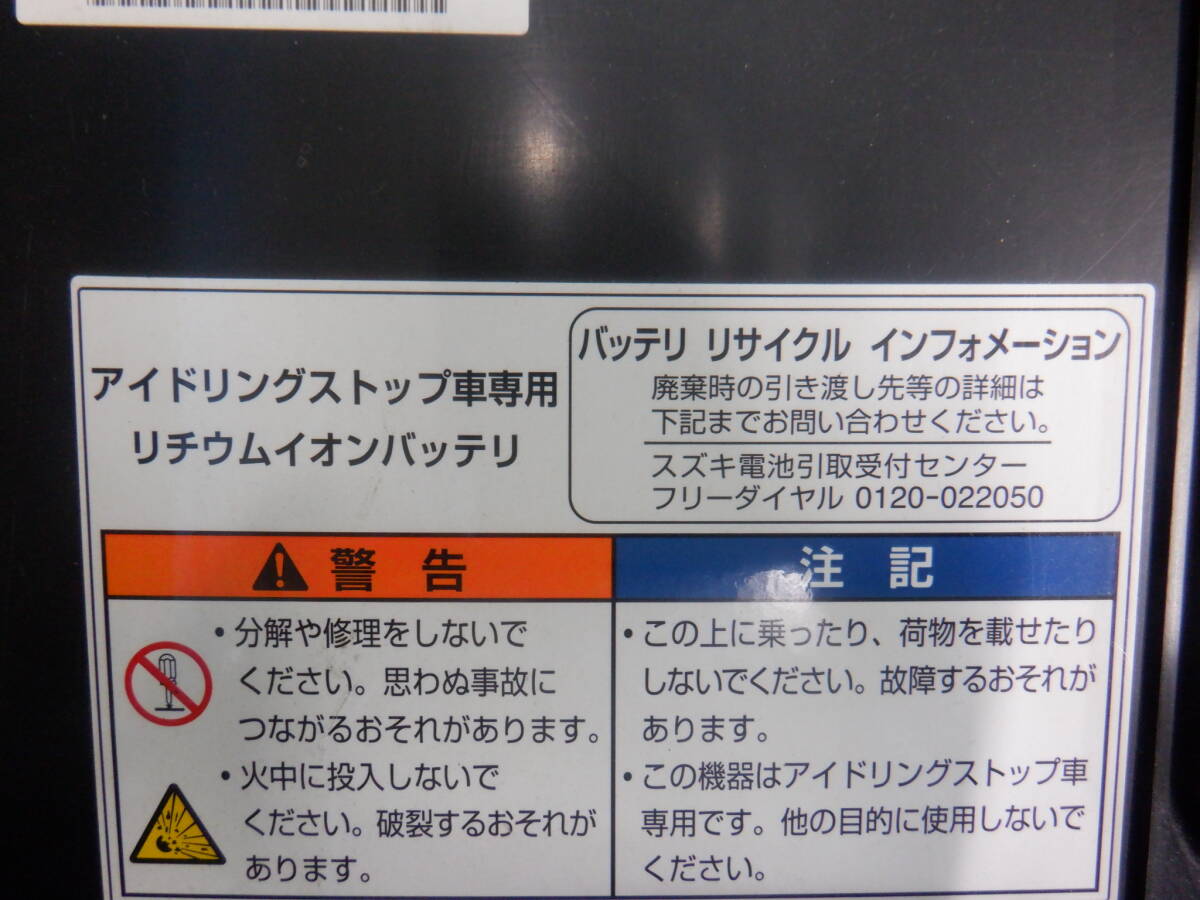 アイドリングストップ車専用
リチウムイオンバッテリ
バッテリ リサイクル インフォメーション
廃棄時の引き渡し先等の詳細は
下記までお問い合わせください。
スズキ電池引取受付センター
フリーダイヤル 0120-022050
警 告
・分解や修理をしないで
ください。思わぬ事故に
つながるおそれがあります。
・火中に投入しないで
ください。破裂するおそれが
あります。
注 記
・この上に乗ったり、荷物を載せたり
しないでください。故障するおそれが
あります。
・この機器はアイドリングストップ車
専用です。他の目的に使用しないで
ください。